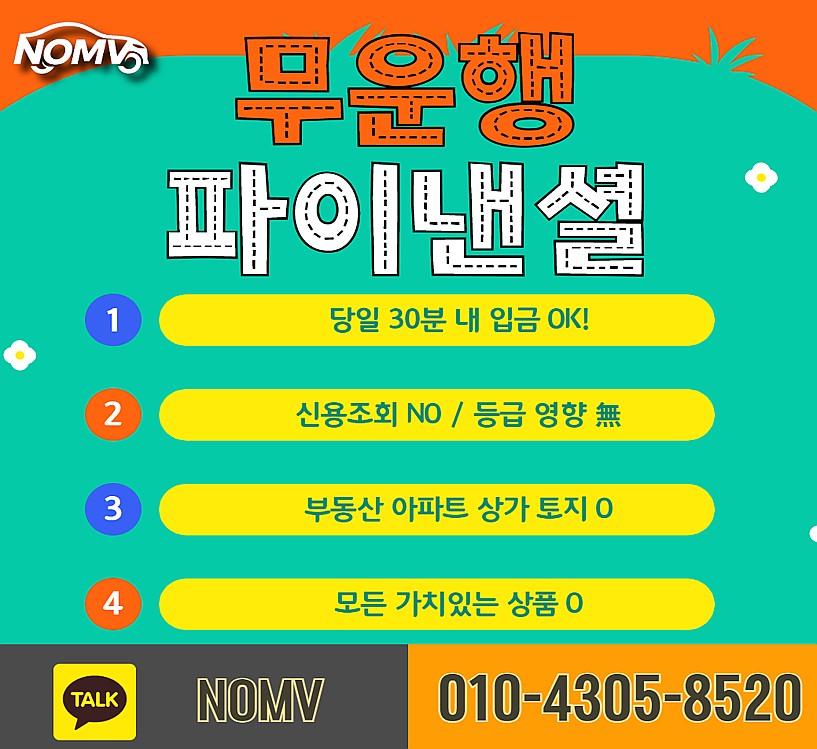 NOMV
무운행
파이낸셜
1 당일 30분 내 입금 OK!
2 신용조회 NO / 등급 영향 無
3 부동산 아파트 상가 토지 O
4 모든 가치있는 상품 O
TALK NOMV 010-4305-8520